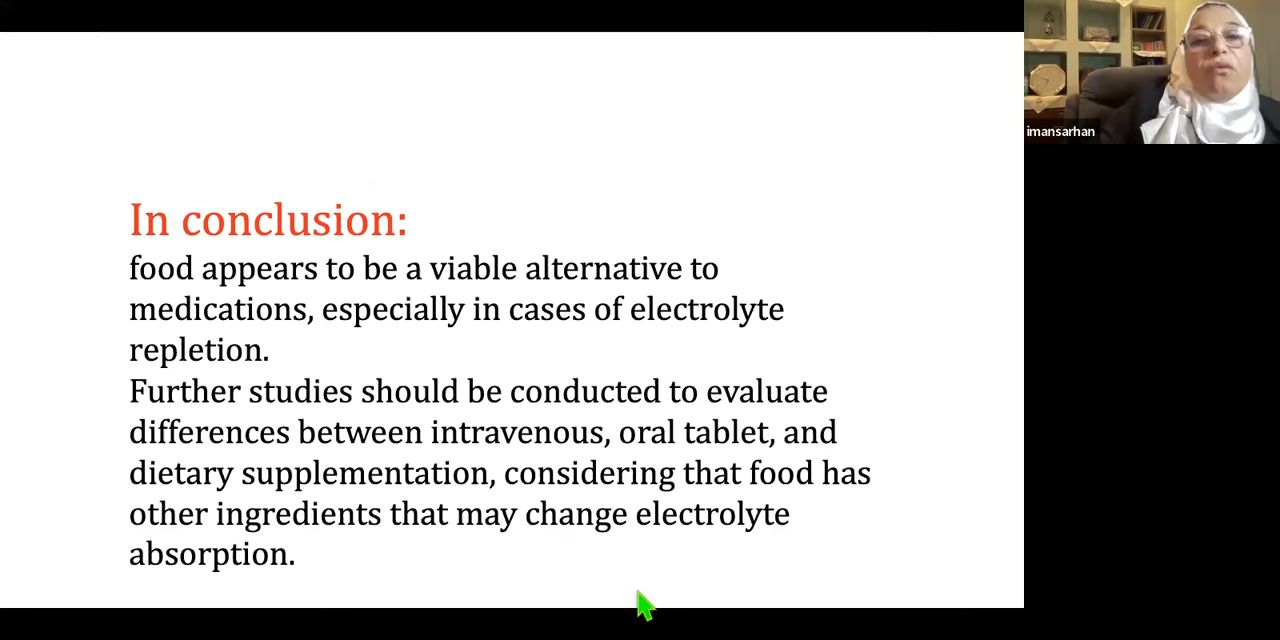 In conclusion:
food appears to be a viable alternative to
medications, especially in cases of electrolyte
repletion.
Further studies should be conducted to evaluate
differences between intravenous, oral tablet, and
dietary supplementation, considering that food has
other ingredients that may change electrolyte
absorption.
imansarhan